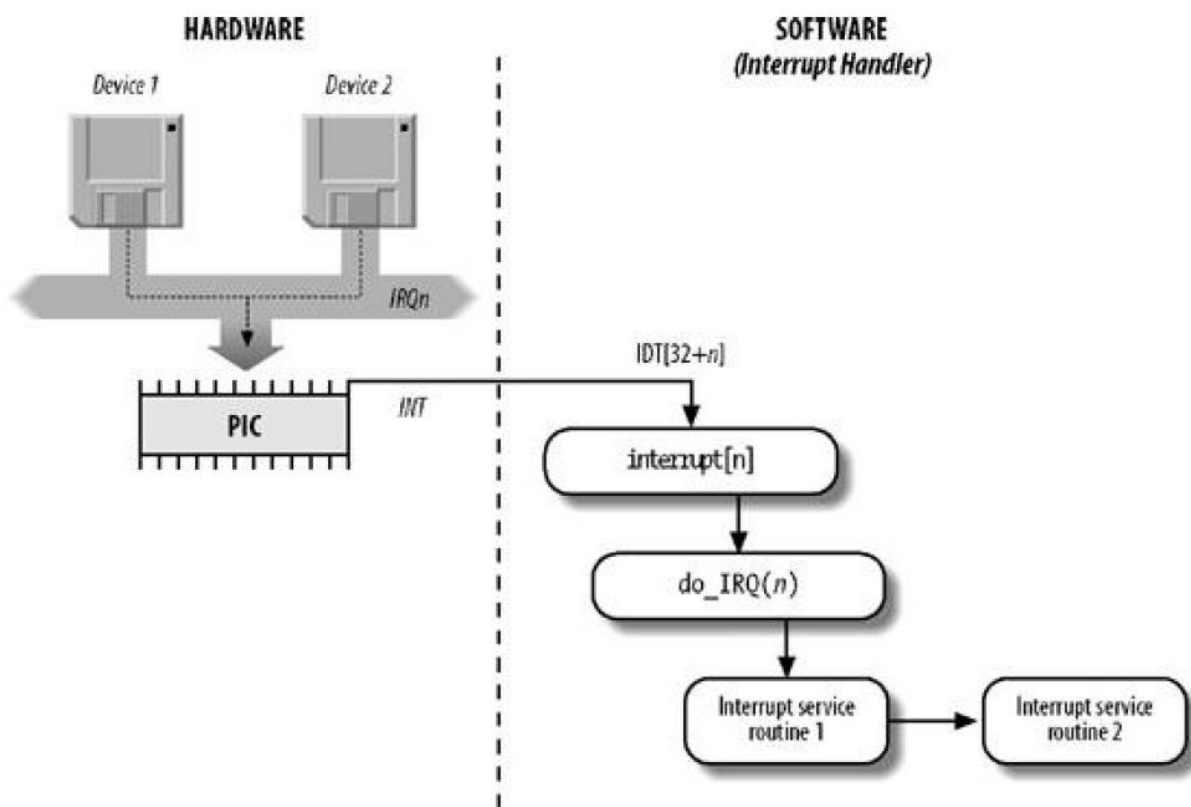 HARDWARE
SOFTWARE
(Interrupt Handler)
Device 1
Device 2
IRQn
IDT[32+n]
INT
PIC
interrupt[n]
do_IRQ(n)
Interrupt service
routine 1
Interrupt service
routine 2